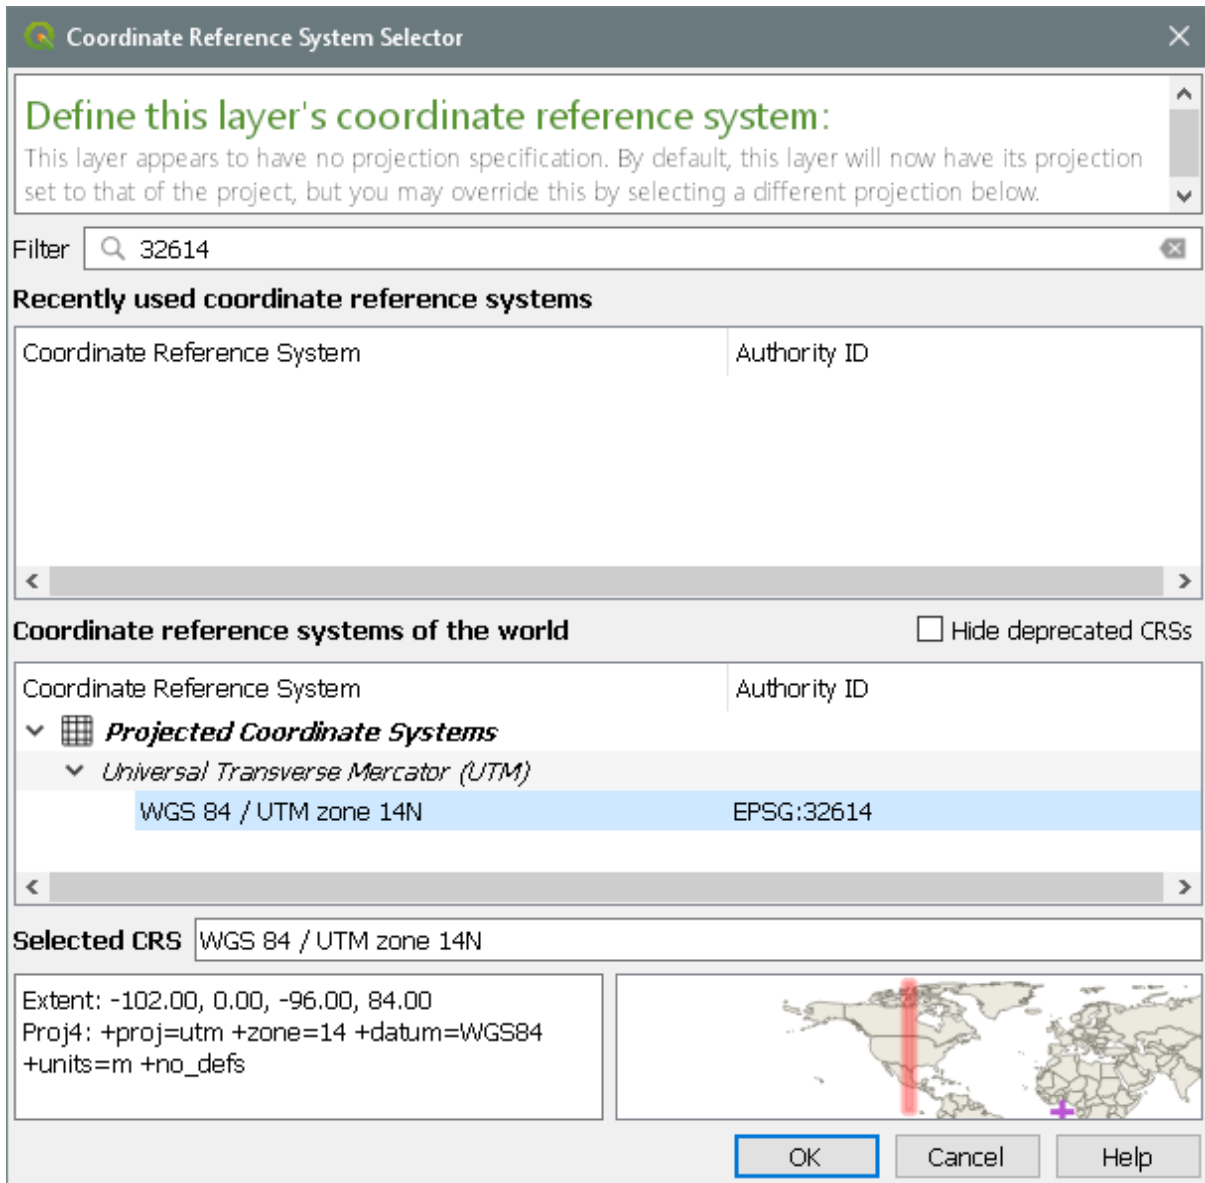 Coordinate Reference System Selector
Define this layer's coordinate reference system:
This layer appears to have no projection specification. By default, this layer will now have its projection
set to that of the project, but you may override this by selecting a different projection below.
Filter 32614
Recently used coordinate reference systems
Coordinate Reference System Authority ID
Coordinate reference systems of the world Hide deprecated CRSs
Coordinate Reference System Authority ID
Projected Coordinate Systems
Universal Transverse Mercator (UTM)
WGS 84 / UTM zone 14N EPSG:32614
Selected CRS WGS 84 / UTM zone 14N
Extent: -102.00, 0.00, -96.00, 84.00
Proj4: +proj=utm +zone=14 +datum=WGS84
+units=m +no_defs
OK Cancel Help